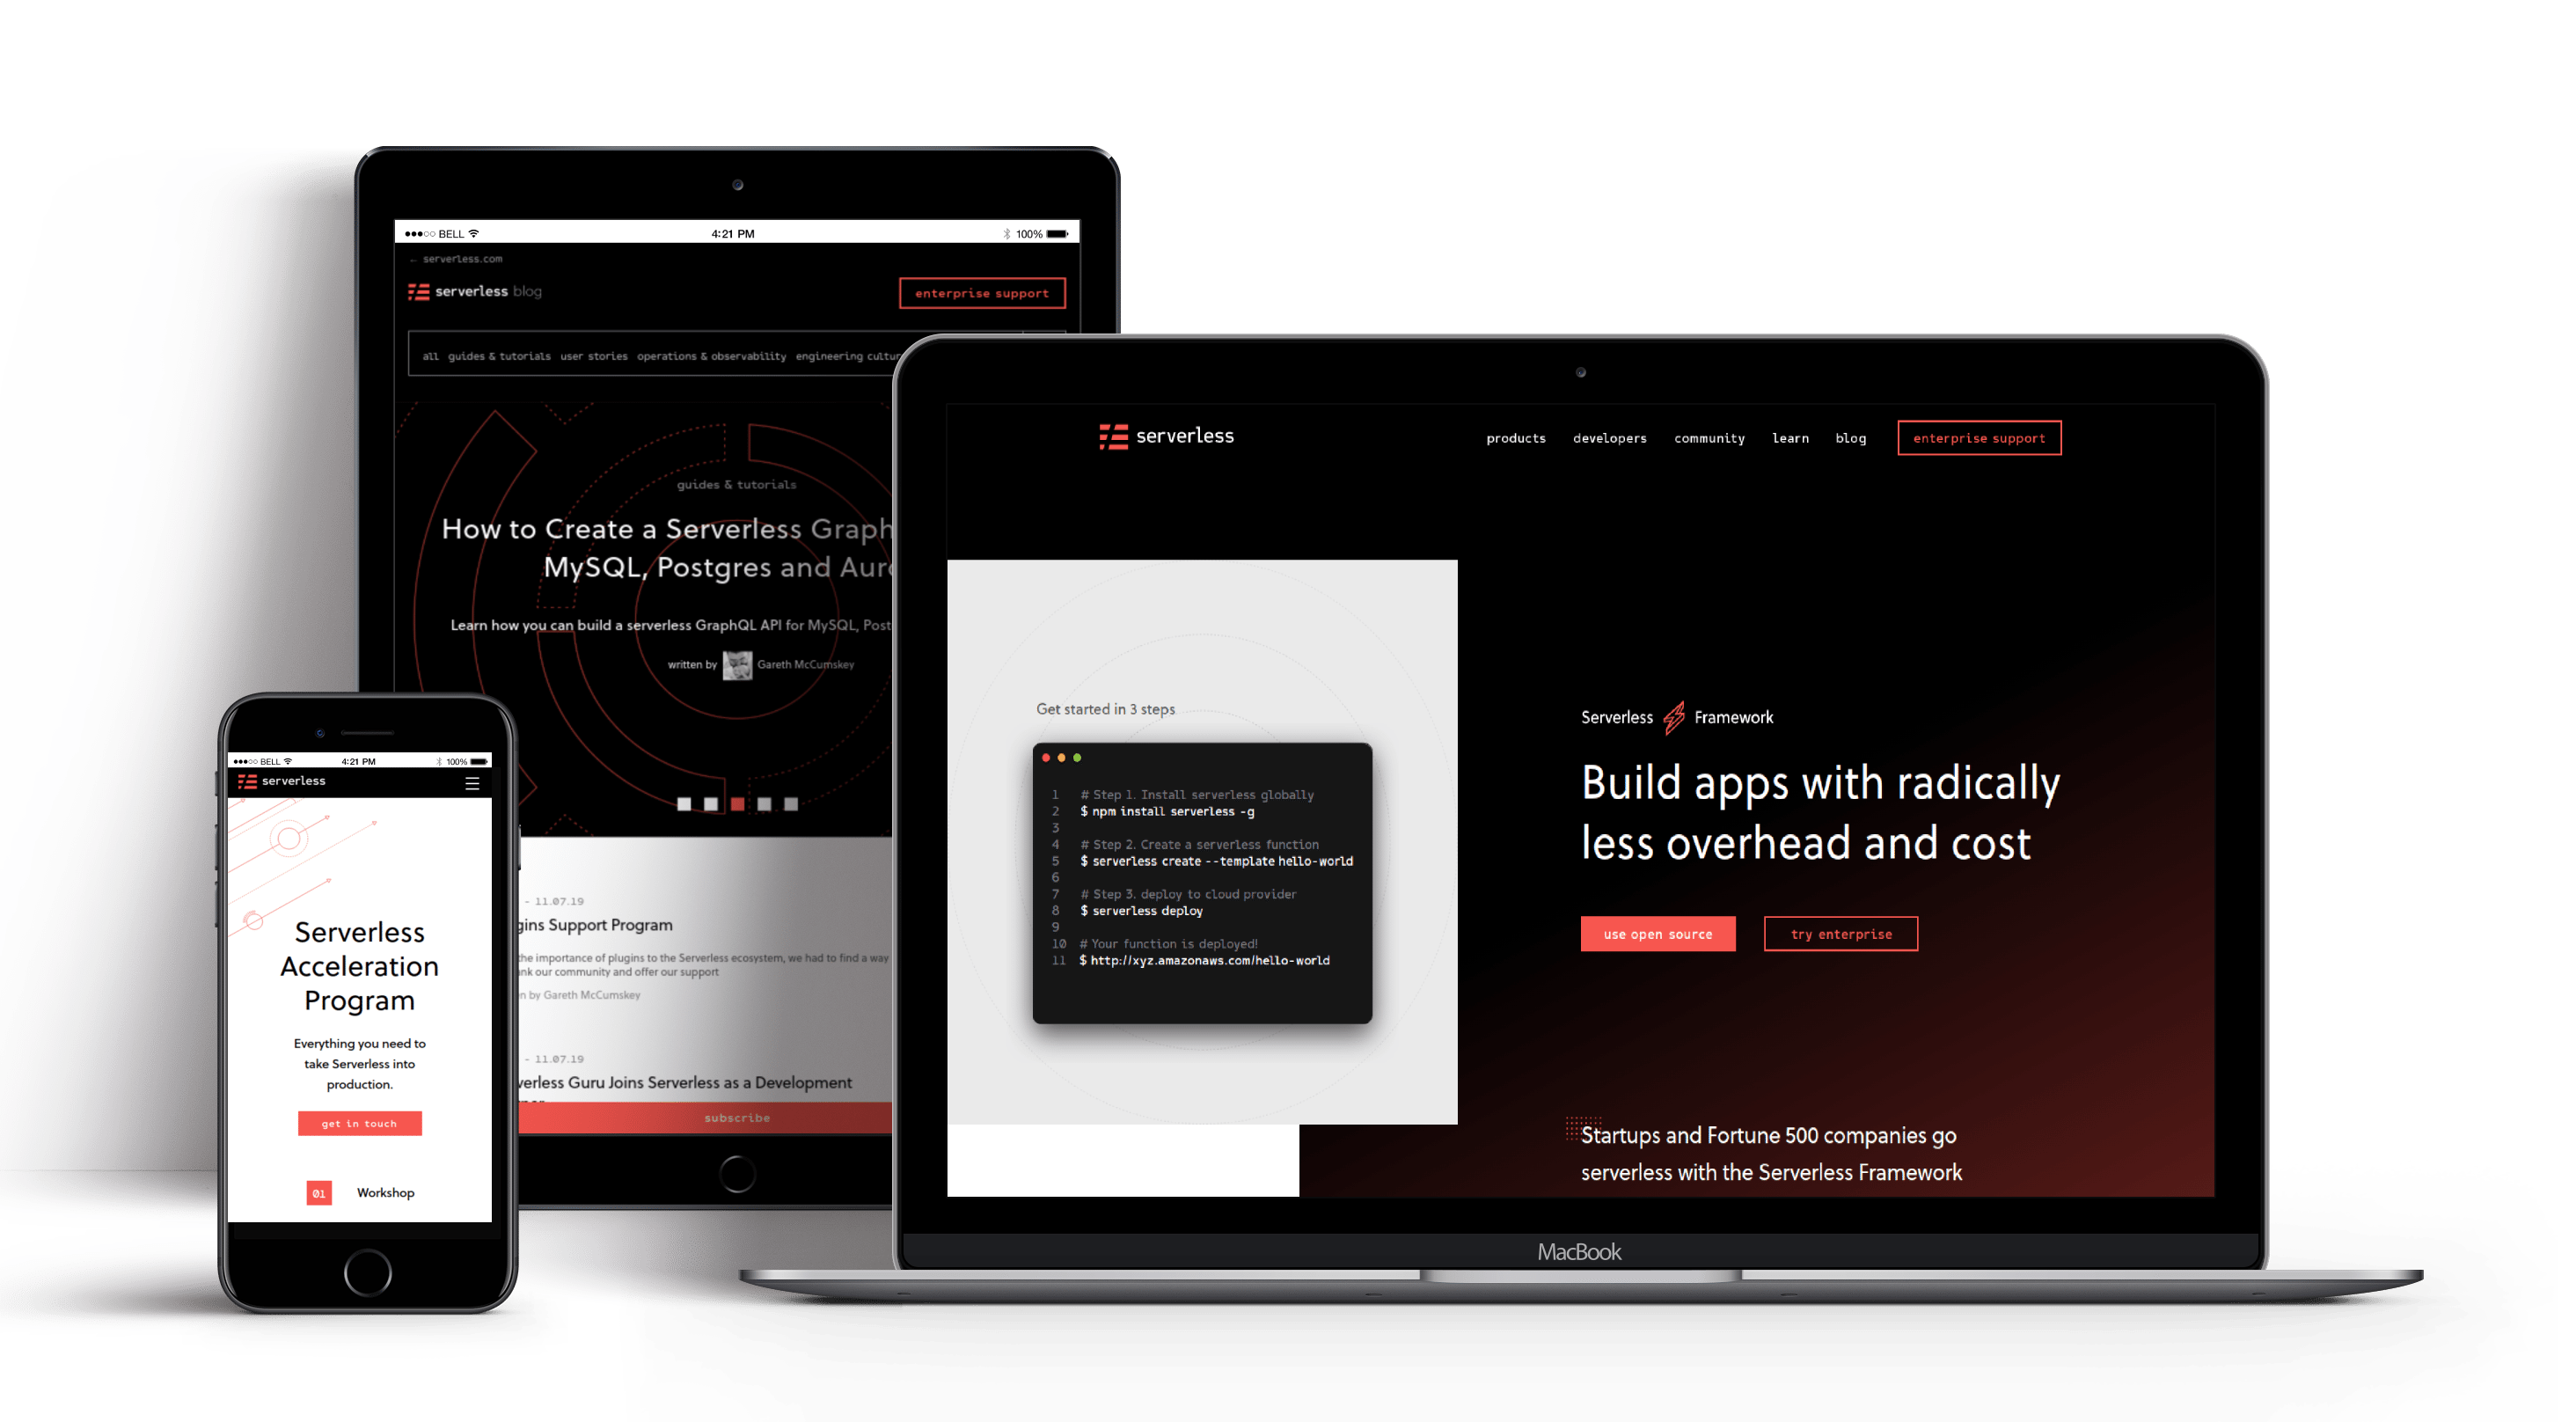 BELL
4:21 PM
100%
← serverless.com
serverless blog
enterprise support
all guides & tutorials user stories operations & observability engineering
guides & tutorials
How to Create a Serverless
MySQL, Postgres and
Learn how you can build a serverless GraphQL API for MySQL,
written by Gareth McCumskey
- 11.07.19
Support Program
the importance of plugins to the Serverless ecosystem, we had to find a way
our community and offer our support
by Gareth McCumskey
- 11.07.19
Guru Joins Serverless as a Development
subscribe
BELL
4:21 PM
100%
serverless
Serverless
Acceleration
Program
Everything you need to
take Serverless into
production.
get in touch
01 Workshop
serverless
products developers community learn blog enterprise support
Get started in 3 steps
1 # Step 1. Install serverless globally
2 $ npm install serverless -g
3
4 # Step 2. Create a serverless function
5 $ serverless create --template hello-world
6
7 # Step 3. deploy to cloud provider
8 $ serverless deploy
9
10 # Your function is deployed!
11 $ http://xyz.amazonaws.com/hello-world
Serverless Framework
Build apps with radically
less overhead and cost
use open source try enterprise
Startups and Fortune 500 companies go
serverless with the Serverless Framework
MacBook